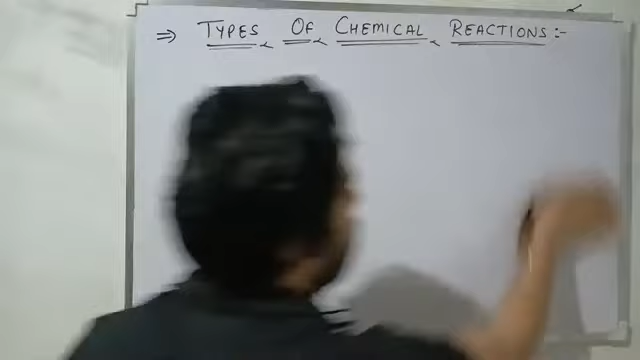 ⇒ TYPES OF CHEMICAL REACTIONS :-